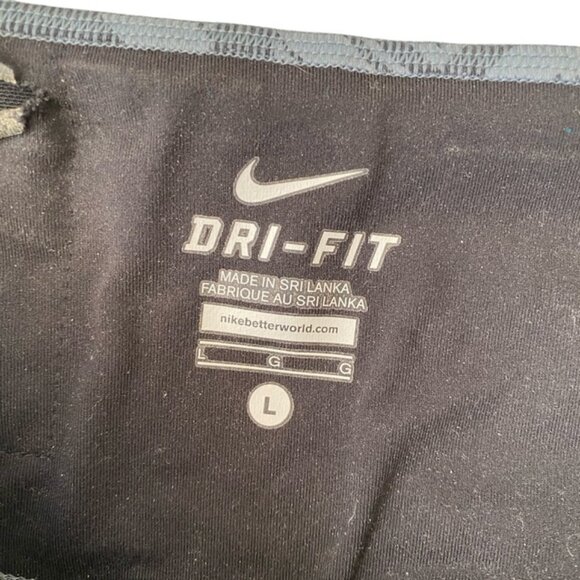 DRI-FIT
MADE IN SRI LANKA
FABRIQUE AU SRI LANKA
nikebetterworld.com
L G G
L